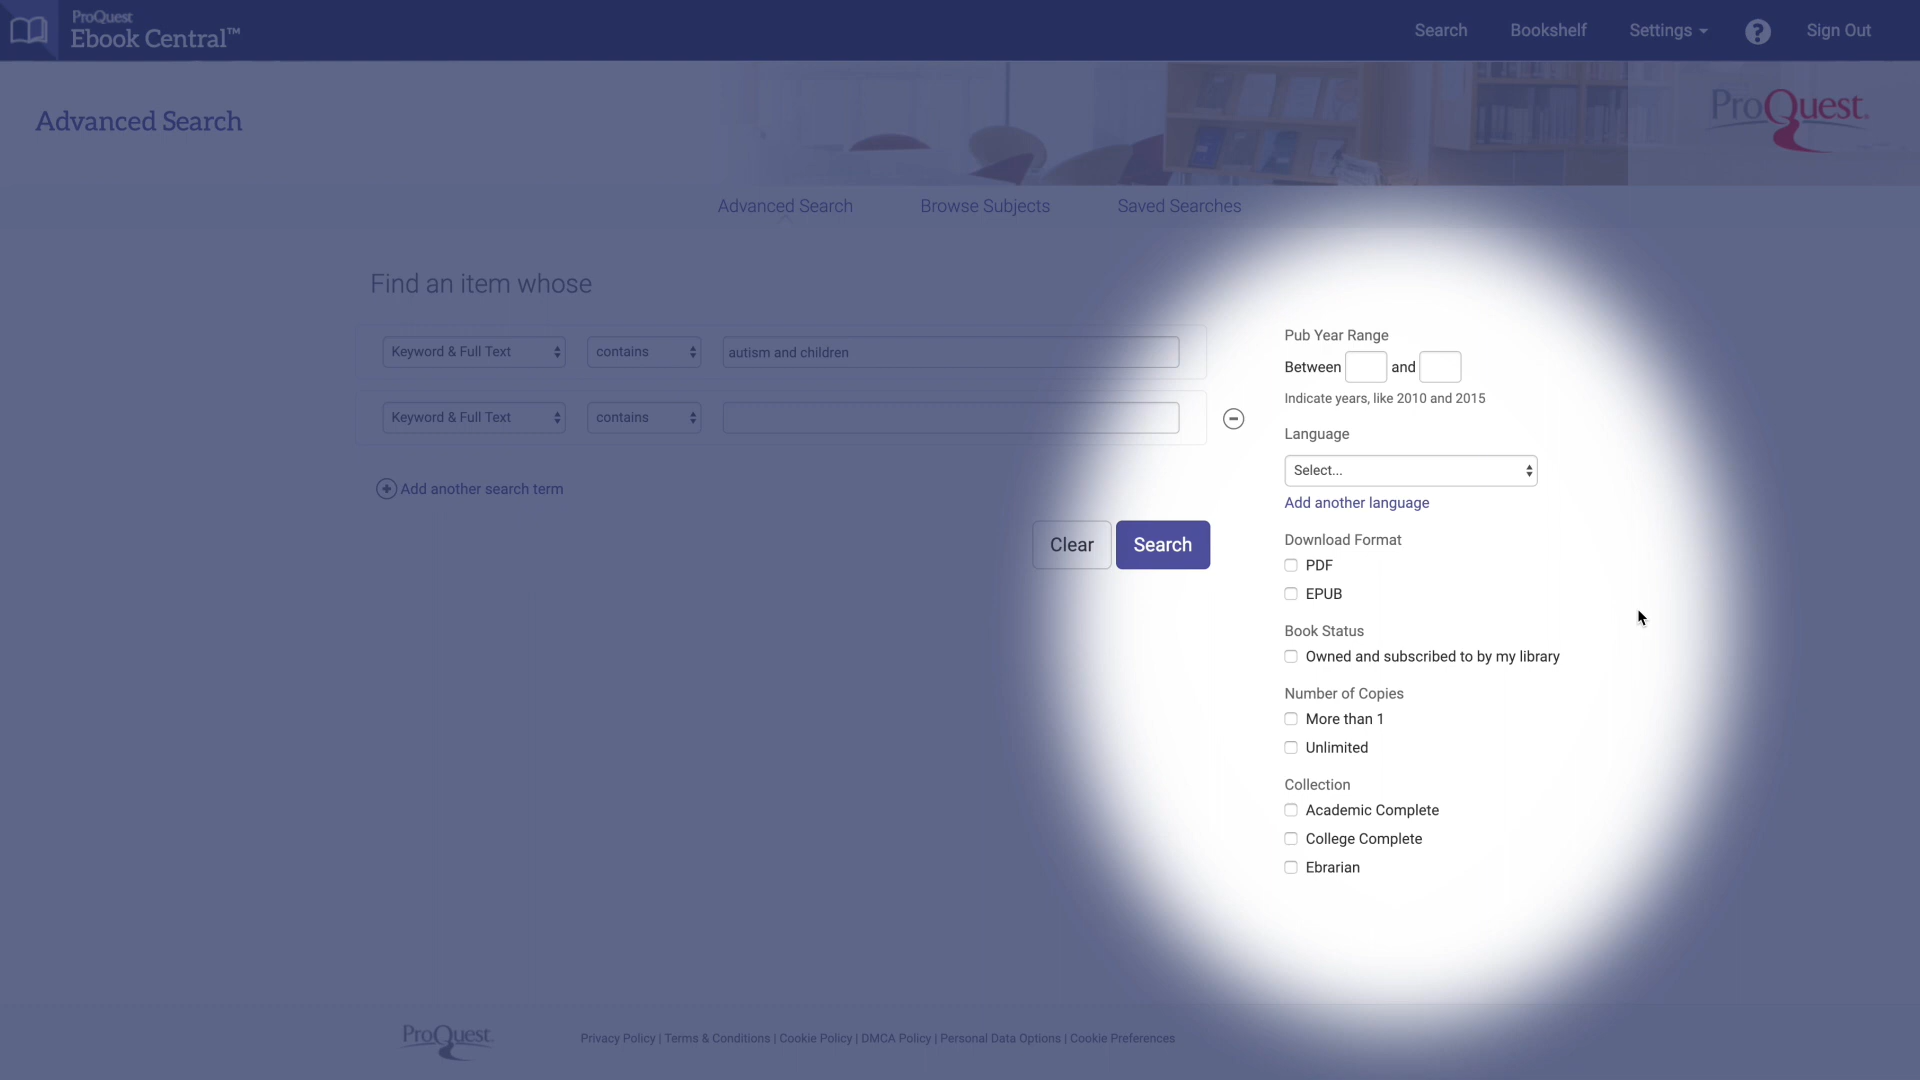 ProQuest
Ebook Central™
Search
Bookshelf
Settings
?
Sign Out
Advanced Search
ProQuest.
Advanced Search
Browse Subjects
Saved Searches
Find an item whose
Keyword & Full Text
contains
autism and children
Keyword & Full Text
contains
Add another search term
Clear
Search
Pub Year Range
Between and
Indicate years, like 2010 and 2015
Language
Select...
Add another language
Download Format
PDF
EPUB
Book Status
Owned and subscribed to by my library
Number of Copies
More than 1
Unlimited
Collection
Academic Complete
College Complete
Ebrarian
ProQuest.
Privacy Policy | Terms & Conditions | Cookie Policy | DMCA Policy | Personal Data Options | Cookie Preferences